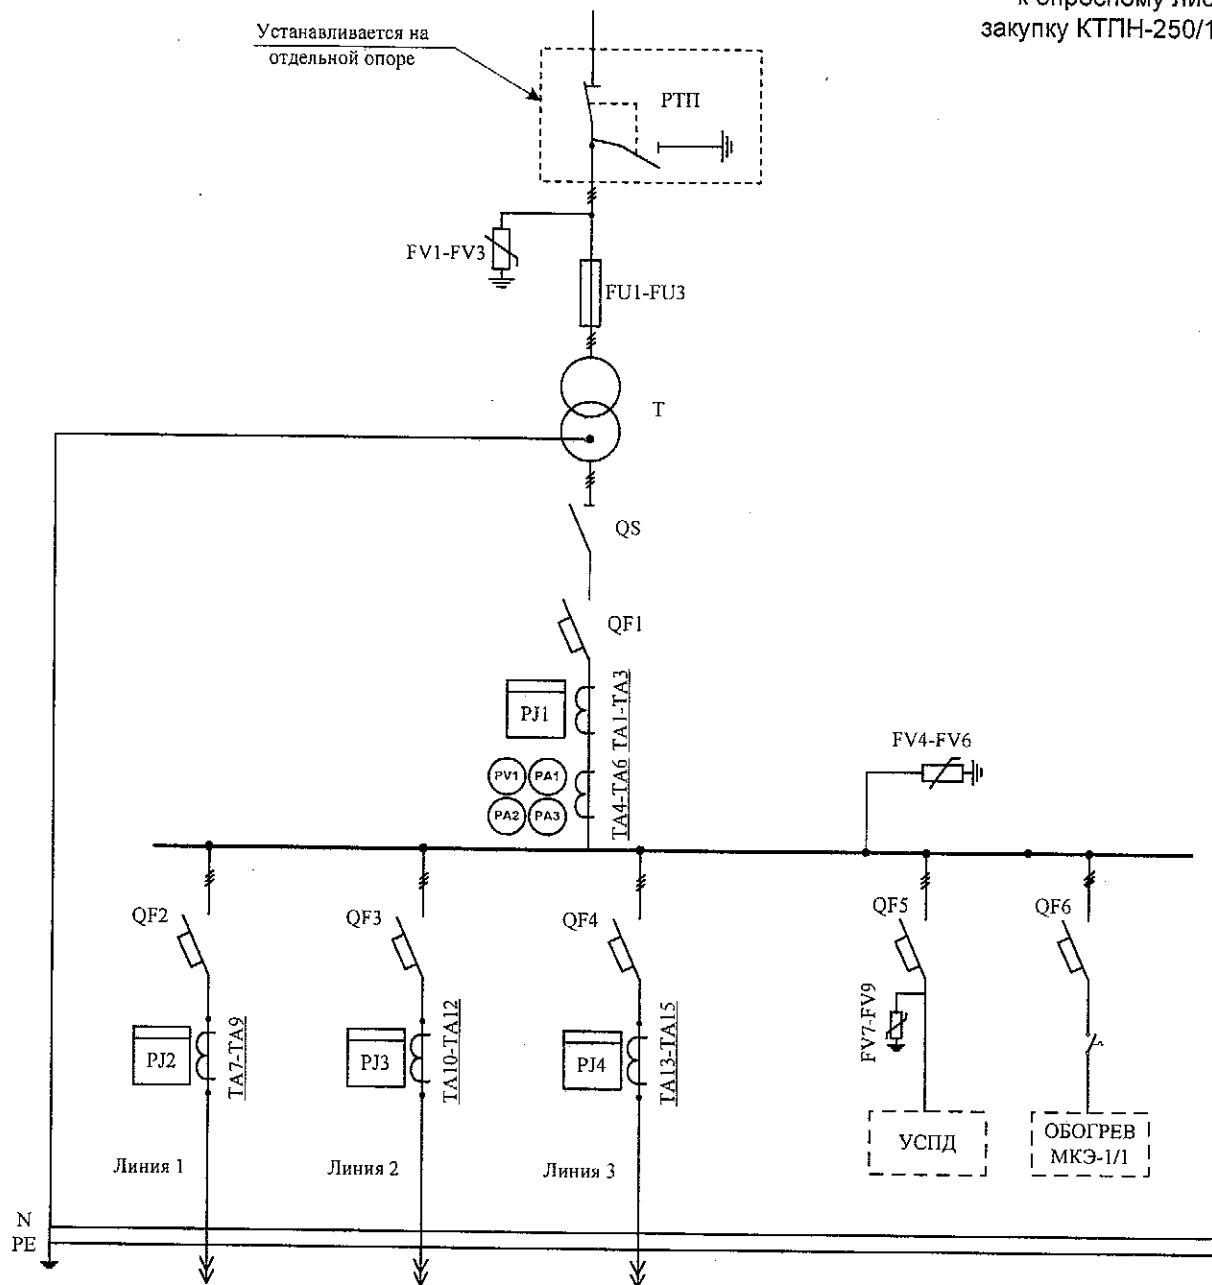 к опросному лис
закупку КТПН-250/1
Устанавливается на
отдельной опоре
РТП
FV1-FV3
FU1-FU3
T
QS
QF1
PJ1
TA1-TA3
PV1
PA1
PA2
PA3
TA4-TA6
FV4-FV6
QF2
QF3
QF4
QF5
QF6
PJ2
TA7-TA9
PJ3
TA10-TA12
PJ4
TA13-TA15
FV7-FV9
УСПД
ОБОГРЕВ
МКЭ-1/1
Линия 1
Линия 2
Линия 3
N
PE